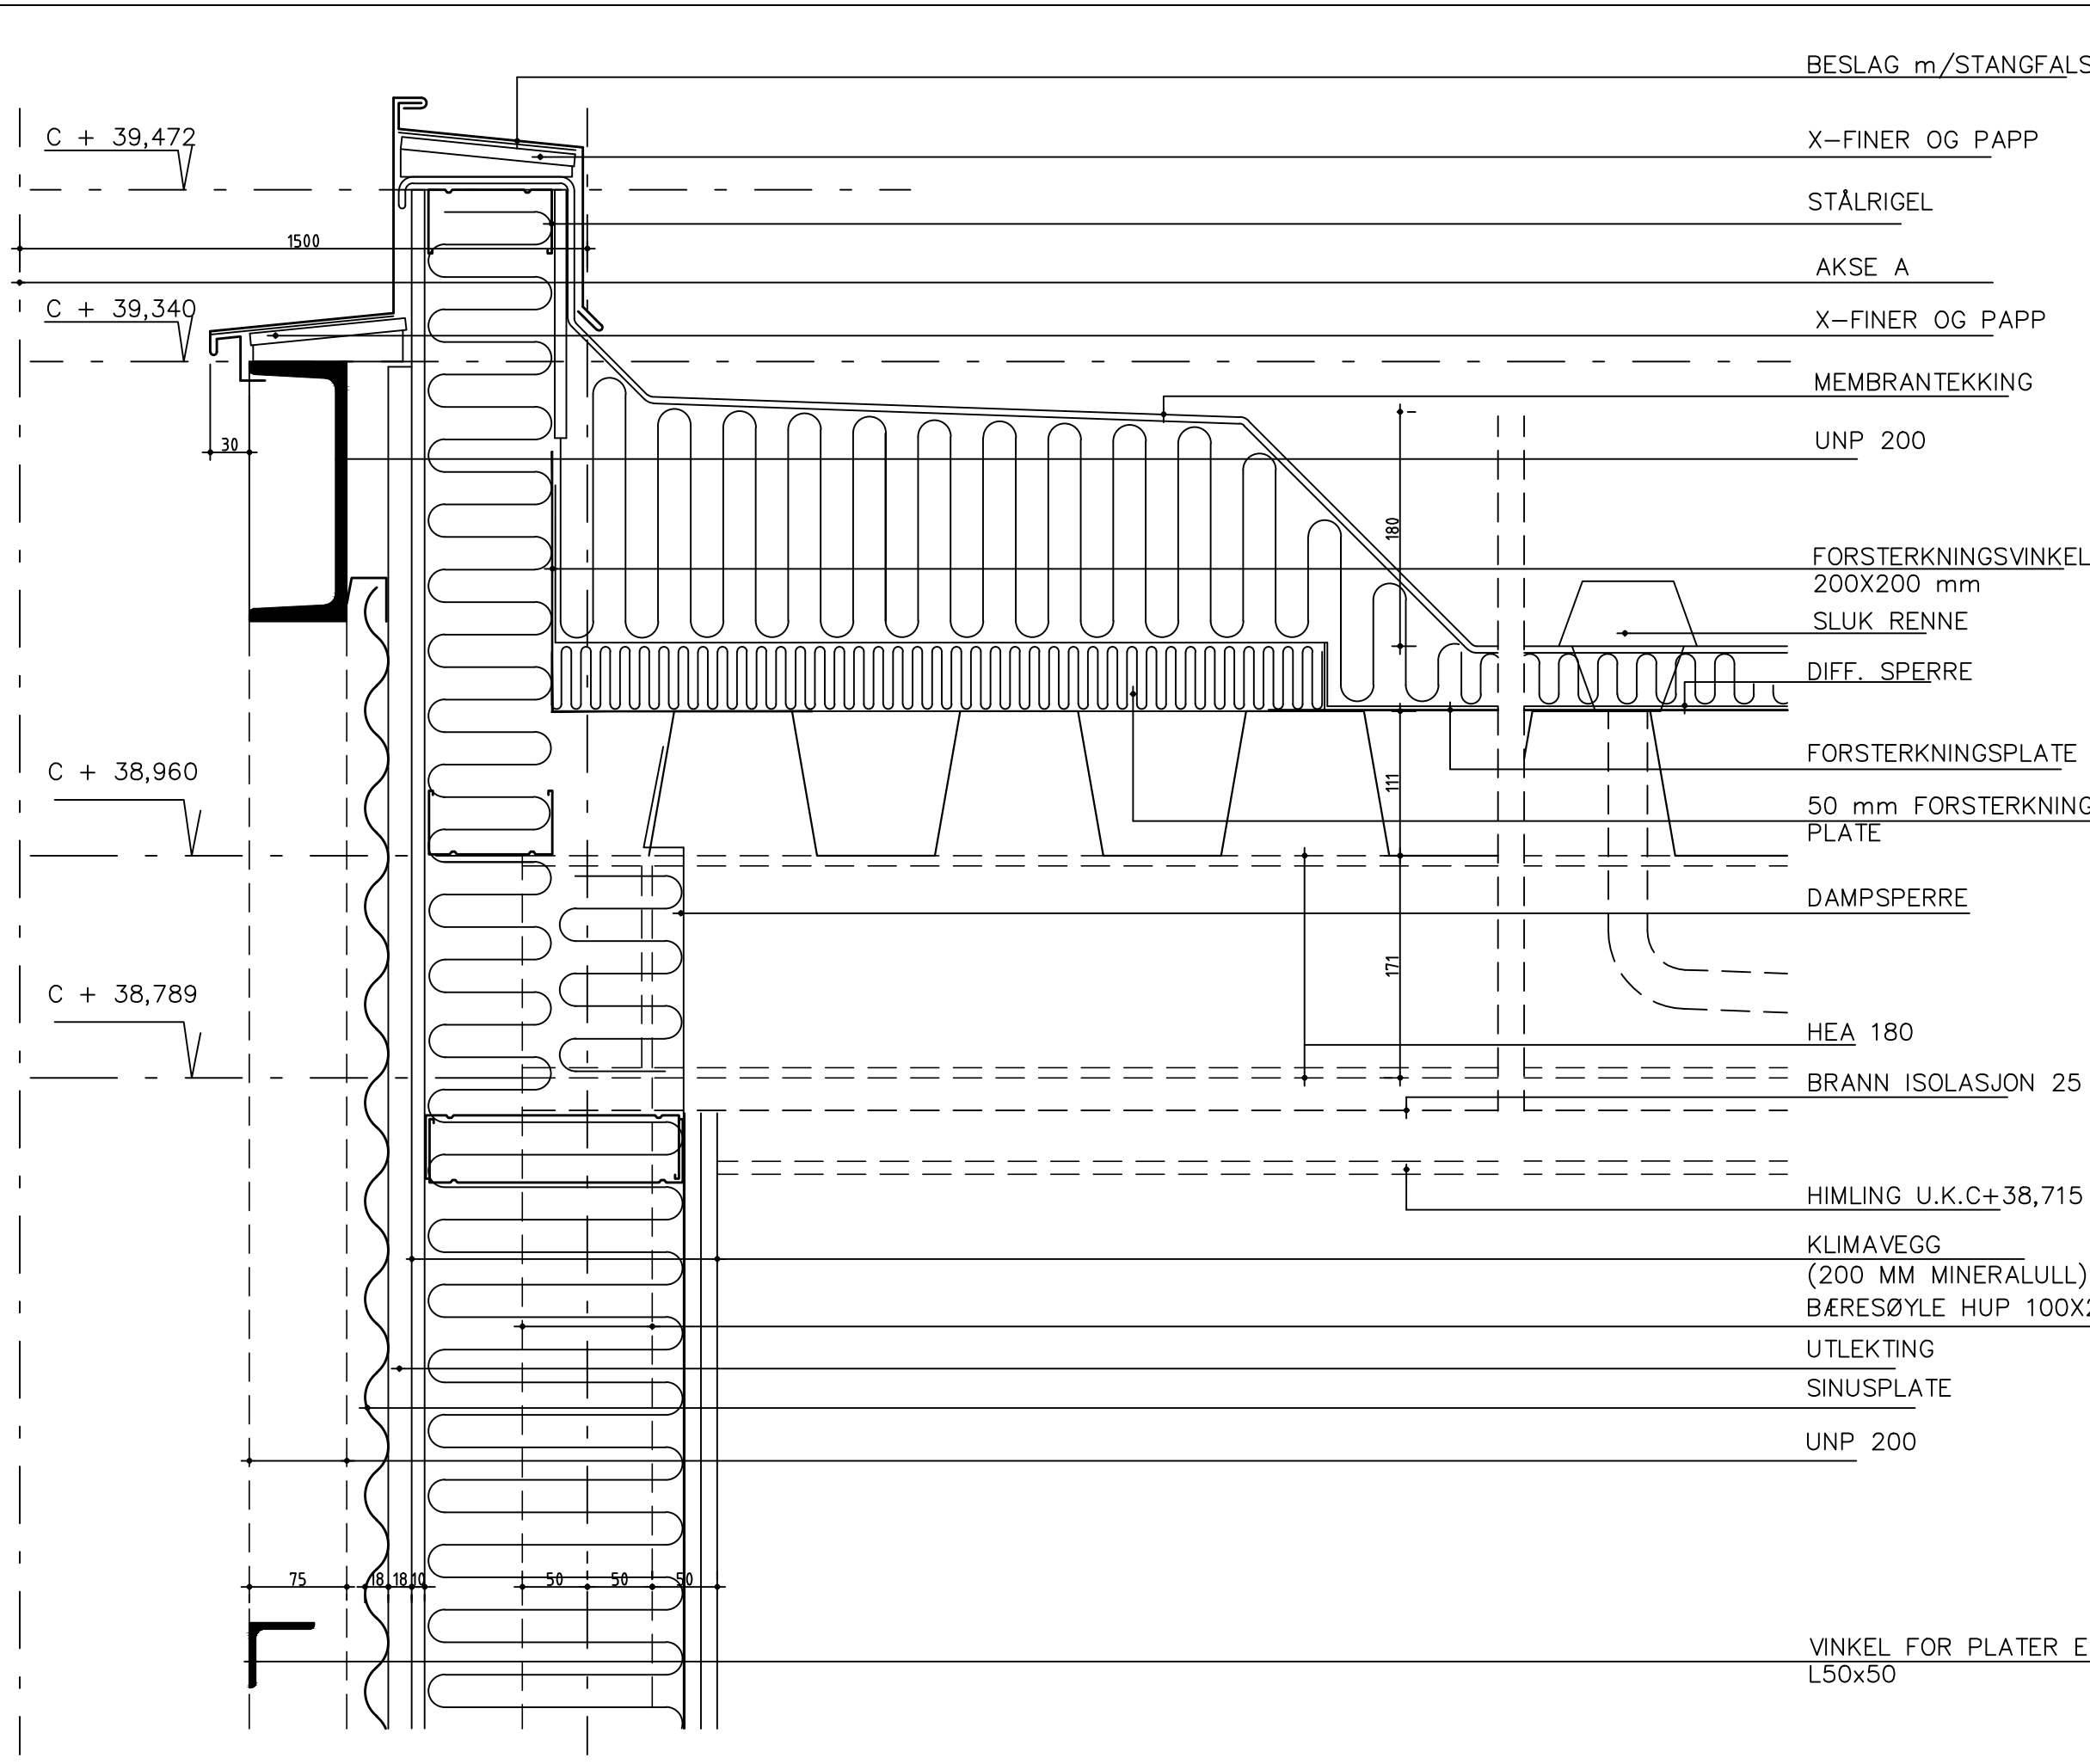 BESLAG m/STANGFALS
C + 39,472
X-FINER OG PAPP
STÅLRIGEL
1500
AKSE A
C + 39,340
X-FINER OG PAPP
MEMBRANTEKKING
UNP 200
30
180
FORSTERKNINGSVINKEL
200X200 mm
SLUK RENNE
DIFF. SPERRE
FORSTERKNINGSPLATE
C + 38,960
111
50 mm FORSTERKNING
PLATE
DAMPSPERRE
171
C + 38,789
HEA 180
BRANN ISOLASJON 25
HIMLING U.K.C+38,715
KLIMAVEGG
(200 MM MINERALULL)
BÆRESØYLE HUP 100X2
UTLEKTING
SINUSPLATE
UNP 200
75 18 18 10 50 50 50
VINKEL FOR PLATER E
L50x50